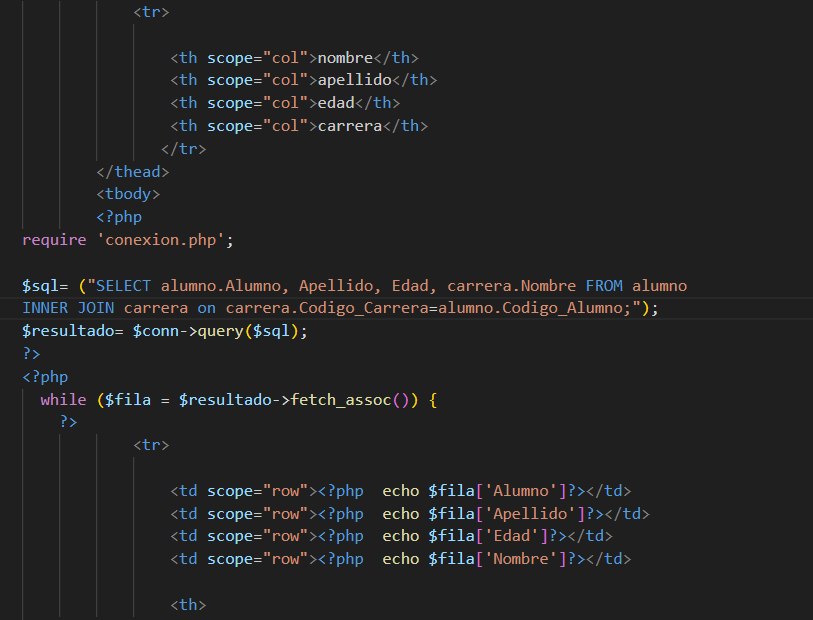 <tr>
<th scope="col">nombre</th>
<th scope="col">apellido</th>
<th scope="col">edad</th>
<th scope="col">carrera</th>
</tr>
</thead>
<tbody>
<?php
require 'conexion.php';
$sql= ("SELECT alumno.Alumno, Apellido, Edad, carrera.Nombre FROM alumno
INNER JOIN carrera on carrera.Codigo_Carrera=alumno.Codigo_Alumno;");
$resultado= $conn->query($sql);
?>
<?php
while ($fila = $resultado->fetch_assoc()) {
?>
<tr>
<td scope="row"><?php  echo $fila['Alumno']?></td>
<td scope="row"><?php  echo $fila['Apellido']?></td>
<td scope="row"><?php  echo $fila['Edad']?></td>
<td scope="row"><?php  echo $fila['Nombre']?></td>
<th>